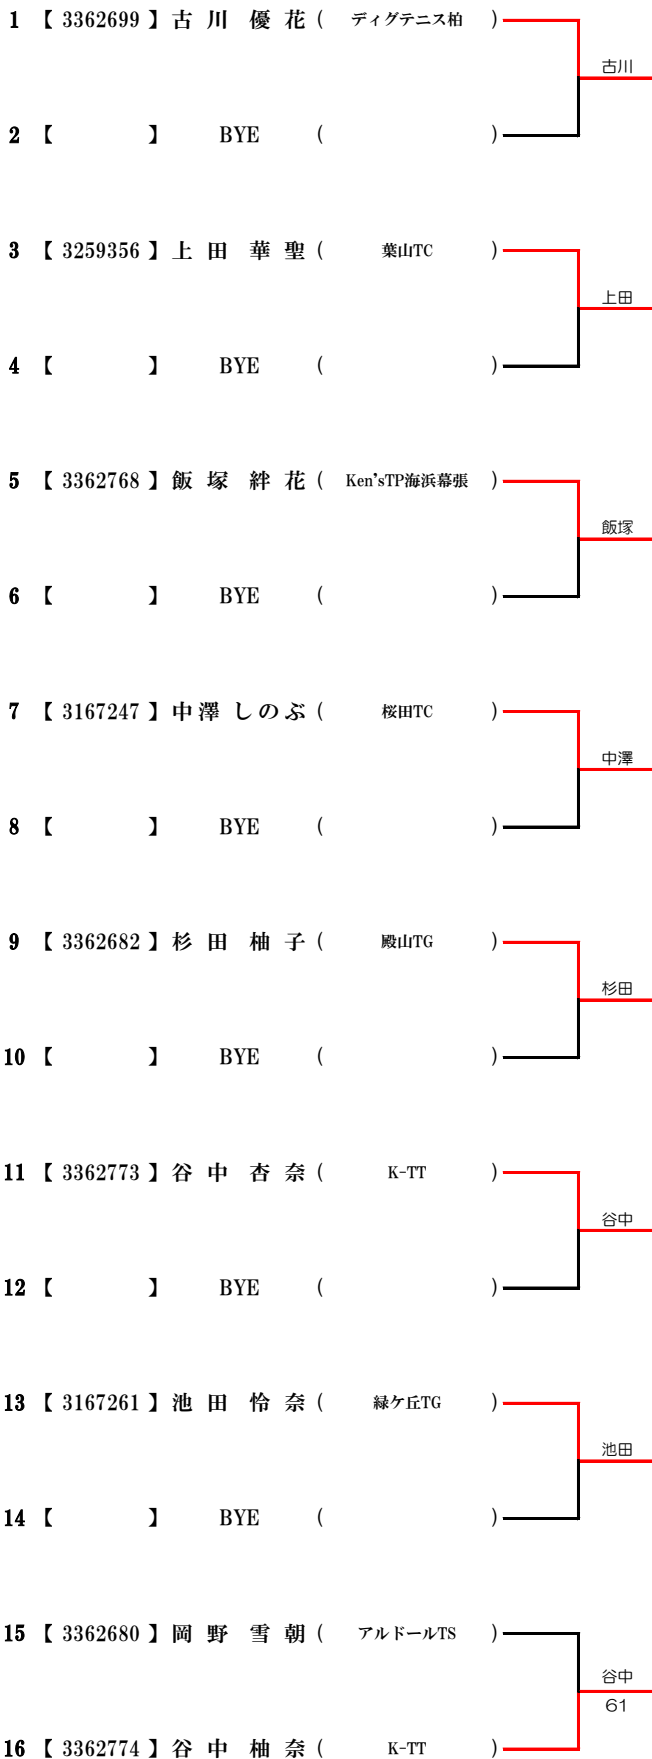 1 【 3362699 】 古川 優花 ( ディグテニス柏 )
古川
2 【 】 BYE ( )
3 【 3259356 】 上田 華聖 ( 葉山TC )
上田
4 【 】 BYE ( )
5 【 3362768 】 飯塚 絆花 ( Ken'sTP海浜幕張 )
飯塚
6 【 】 BYE ( )
7 【 3167247 】 中澤 しのぶ ( 桜田TC )
中澤
8 【 】 BYE ( )
9 【 3362682 】 杉田 柚子 ( 殿山TG )
杉田
10 【 】 BYE ( )
11 【 3362773 】 谷中 杏奈 ( K-TT )
谷中
12 【 】 BYE ( )
13 【 3167261 】 池田 怜奈 ( 緑ケ丘TG )
池田
14 【 】 BYE ( )
15 【 3362680 】 岡野 雪朝 ( アルドールTS )
谷中
61
16 【 3362774 】 谷中 柚奈 ( K-TT )